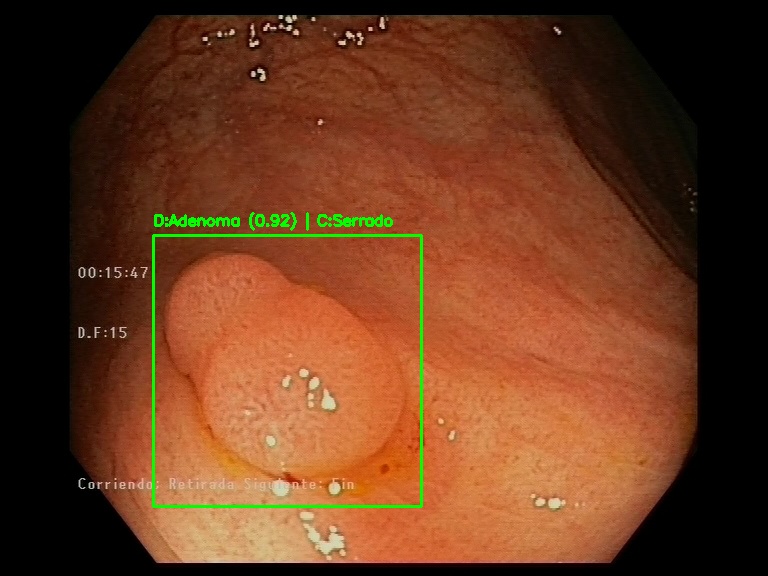 D:Adenoma (0.92) | C:Serrado
00:15:47
D.F:15
Corriendo: Retirada Siguiente: Fin